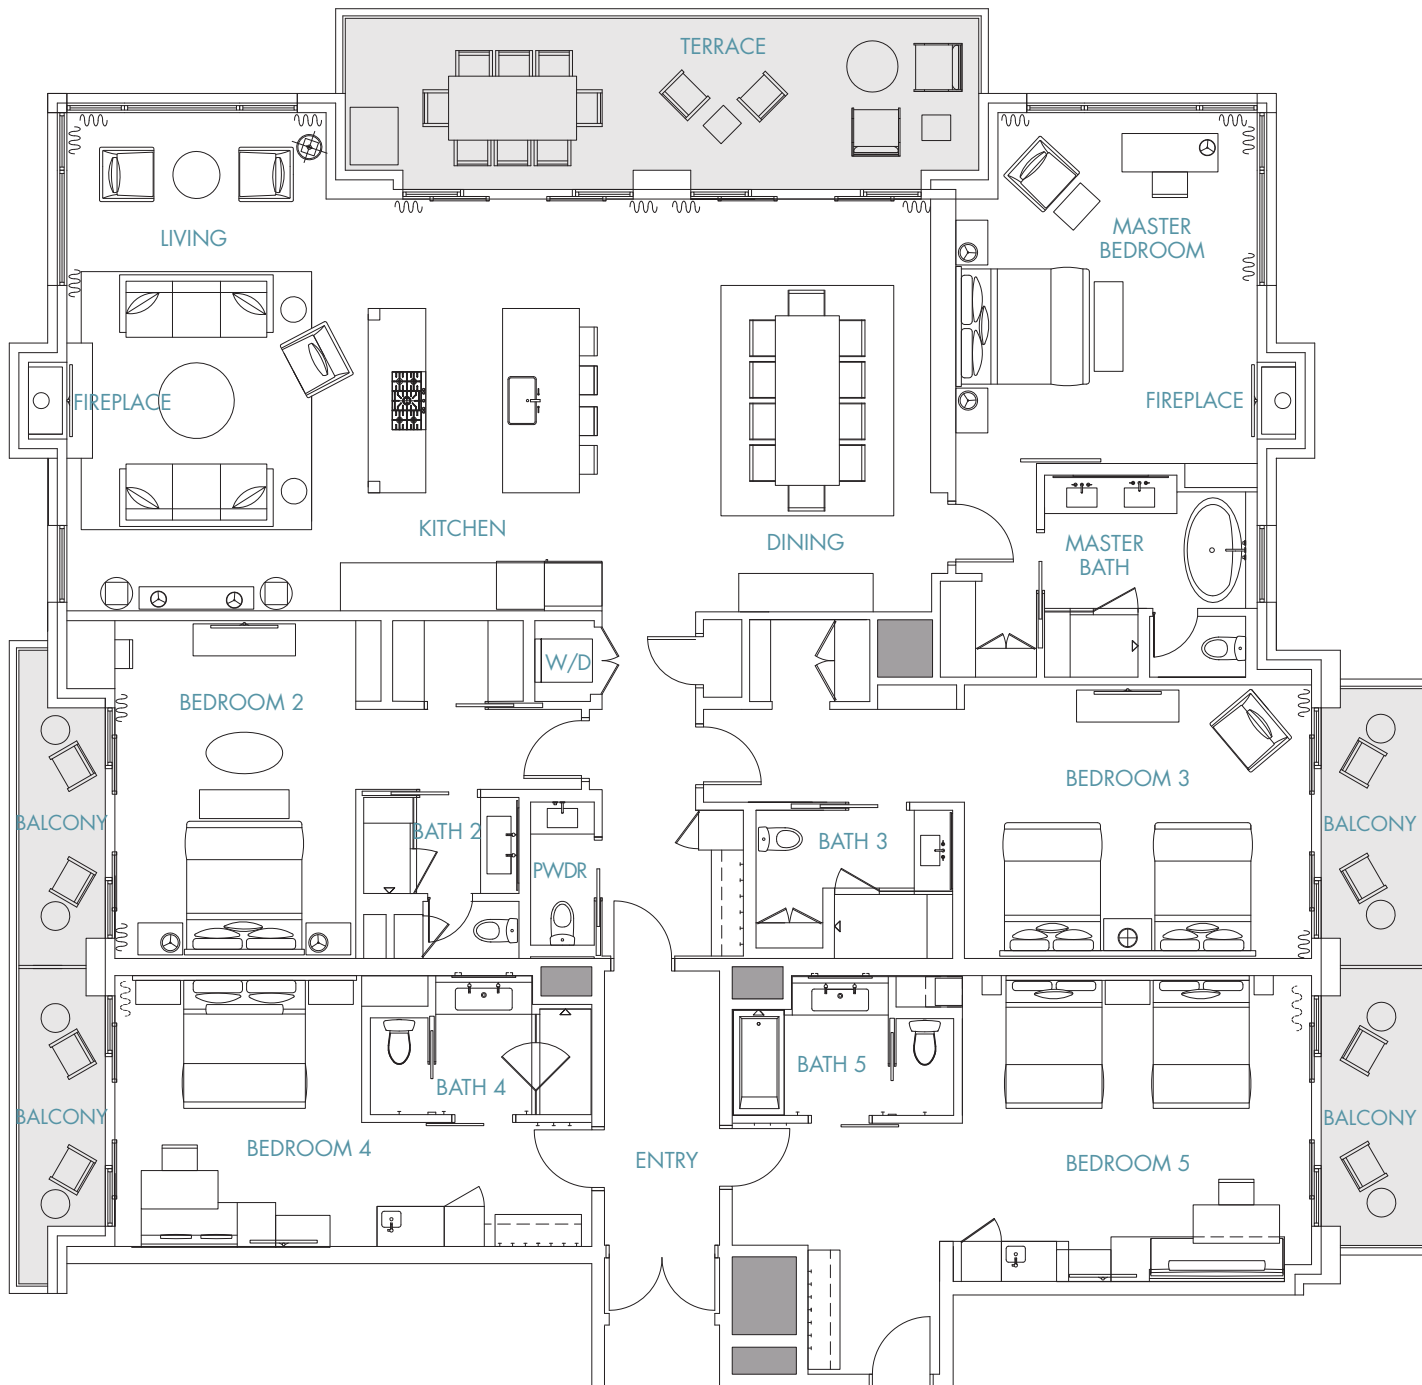 TERRACE
LIVING
MASTER
BEDROOM
FIREPLACE
FIREPLACE
KITCHEN
DINING
MASTER
BATH
W/D
BEDROOM 2
BEDROOM 3
BALCONY
BATH 2
PWDR
BATH 3
BALCONY
BATH 4
BATH 5
BALCONY
BALCONY
BEDROOM 4
ENTRY
BEDROOM 5